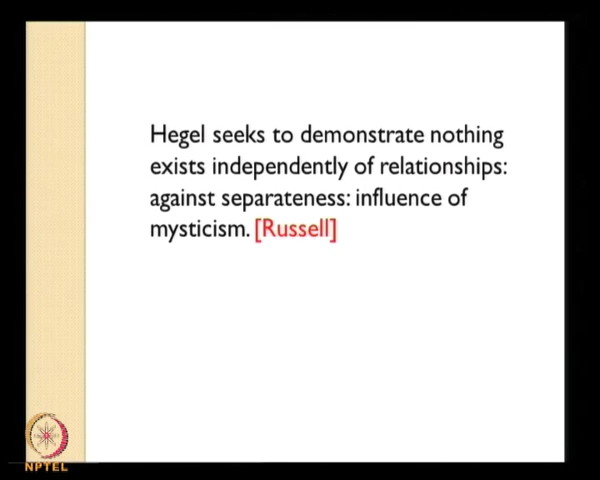 Hegel seeks to demonstrate nothing
exists independently of relationships:
against separateness: influence of
mysticism. [Russell]
NPTEL